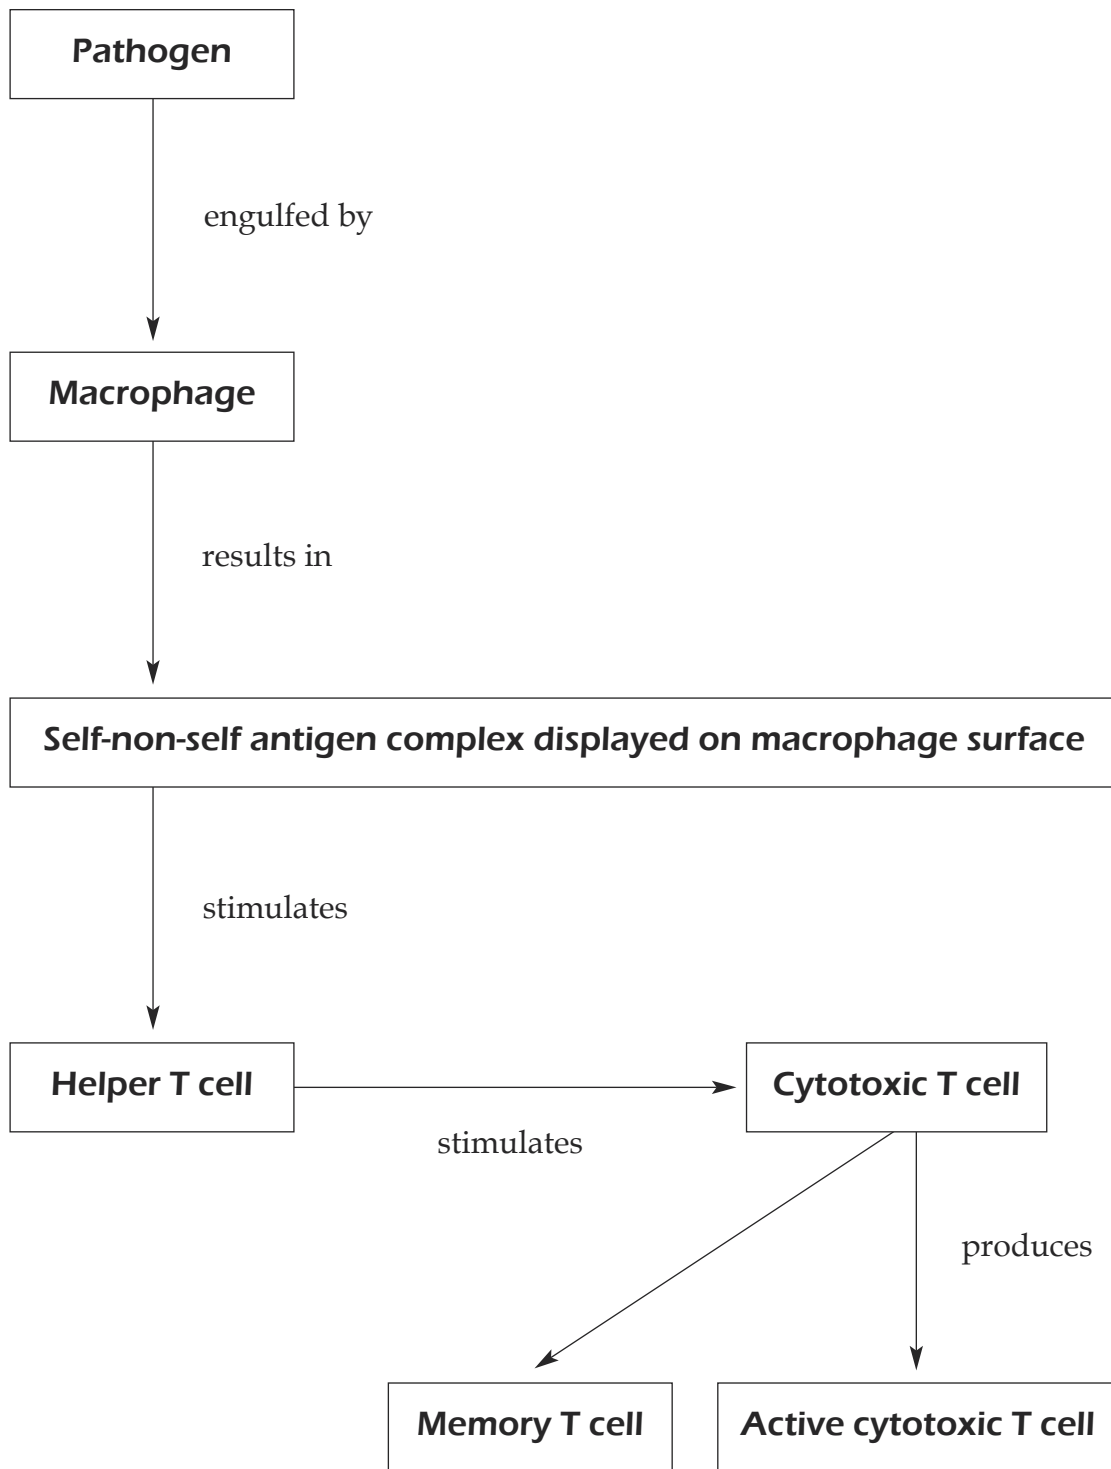 Pathogen
engulfed by
Macrophage
results in
Self-non-self antigen complex displayed on macrophage surface
stimulates
Helper T cell
Cytotoxic T cell
stimulates
produces
Memory T cell
Active cytotoxic T cell